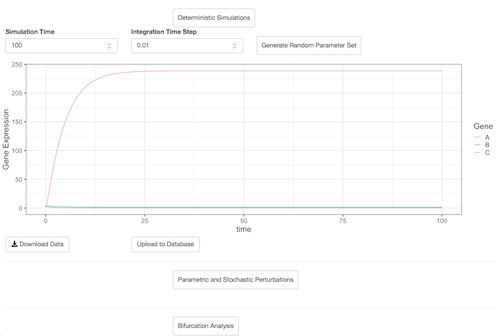 Deterministic Simulations
Simulation Time
Integration Time Step
100
0.01
Generate Random Parameter Set
250
200
150
100
50
0
Gene Expression
0
25
50
75
100
time
Gene
A
B
C
Download Data
Upload to Database
Parametric and Stochastic Perturbations
Bifurcation Analysis